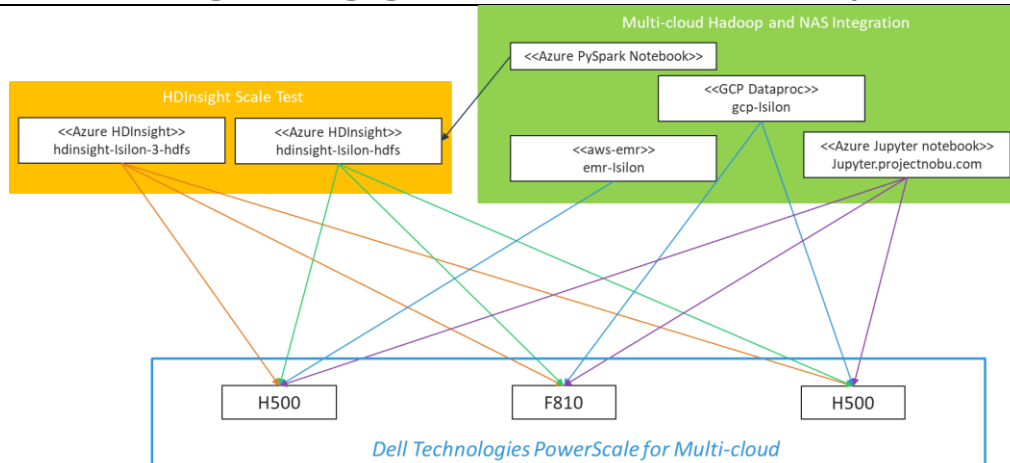 Multi-cloud Hadoop and NAS Integration
<<Azure PySpark Notebook>>
HDInsight Scale Test
<<GCP Dataproc>>
gcp-Isilon
<<Azure HDInsight>>
hdinsight-Isilon-3-hdfs
<<Azure HDInsight>>
hdinsight-Isilon-hdfs
<<aws-emr>>
emr-Isilon
<<Azure Jupyter notebook>>
Jupyter.projectnobu.com
H500
F810
H500
Dell Technologies PowerScale for Multi-cloud